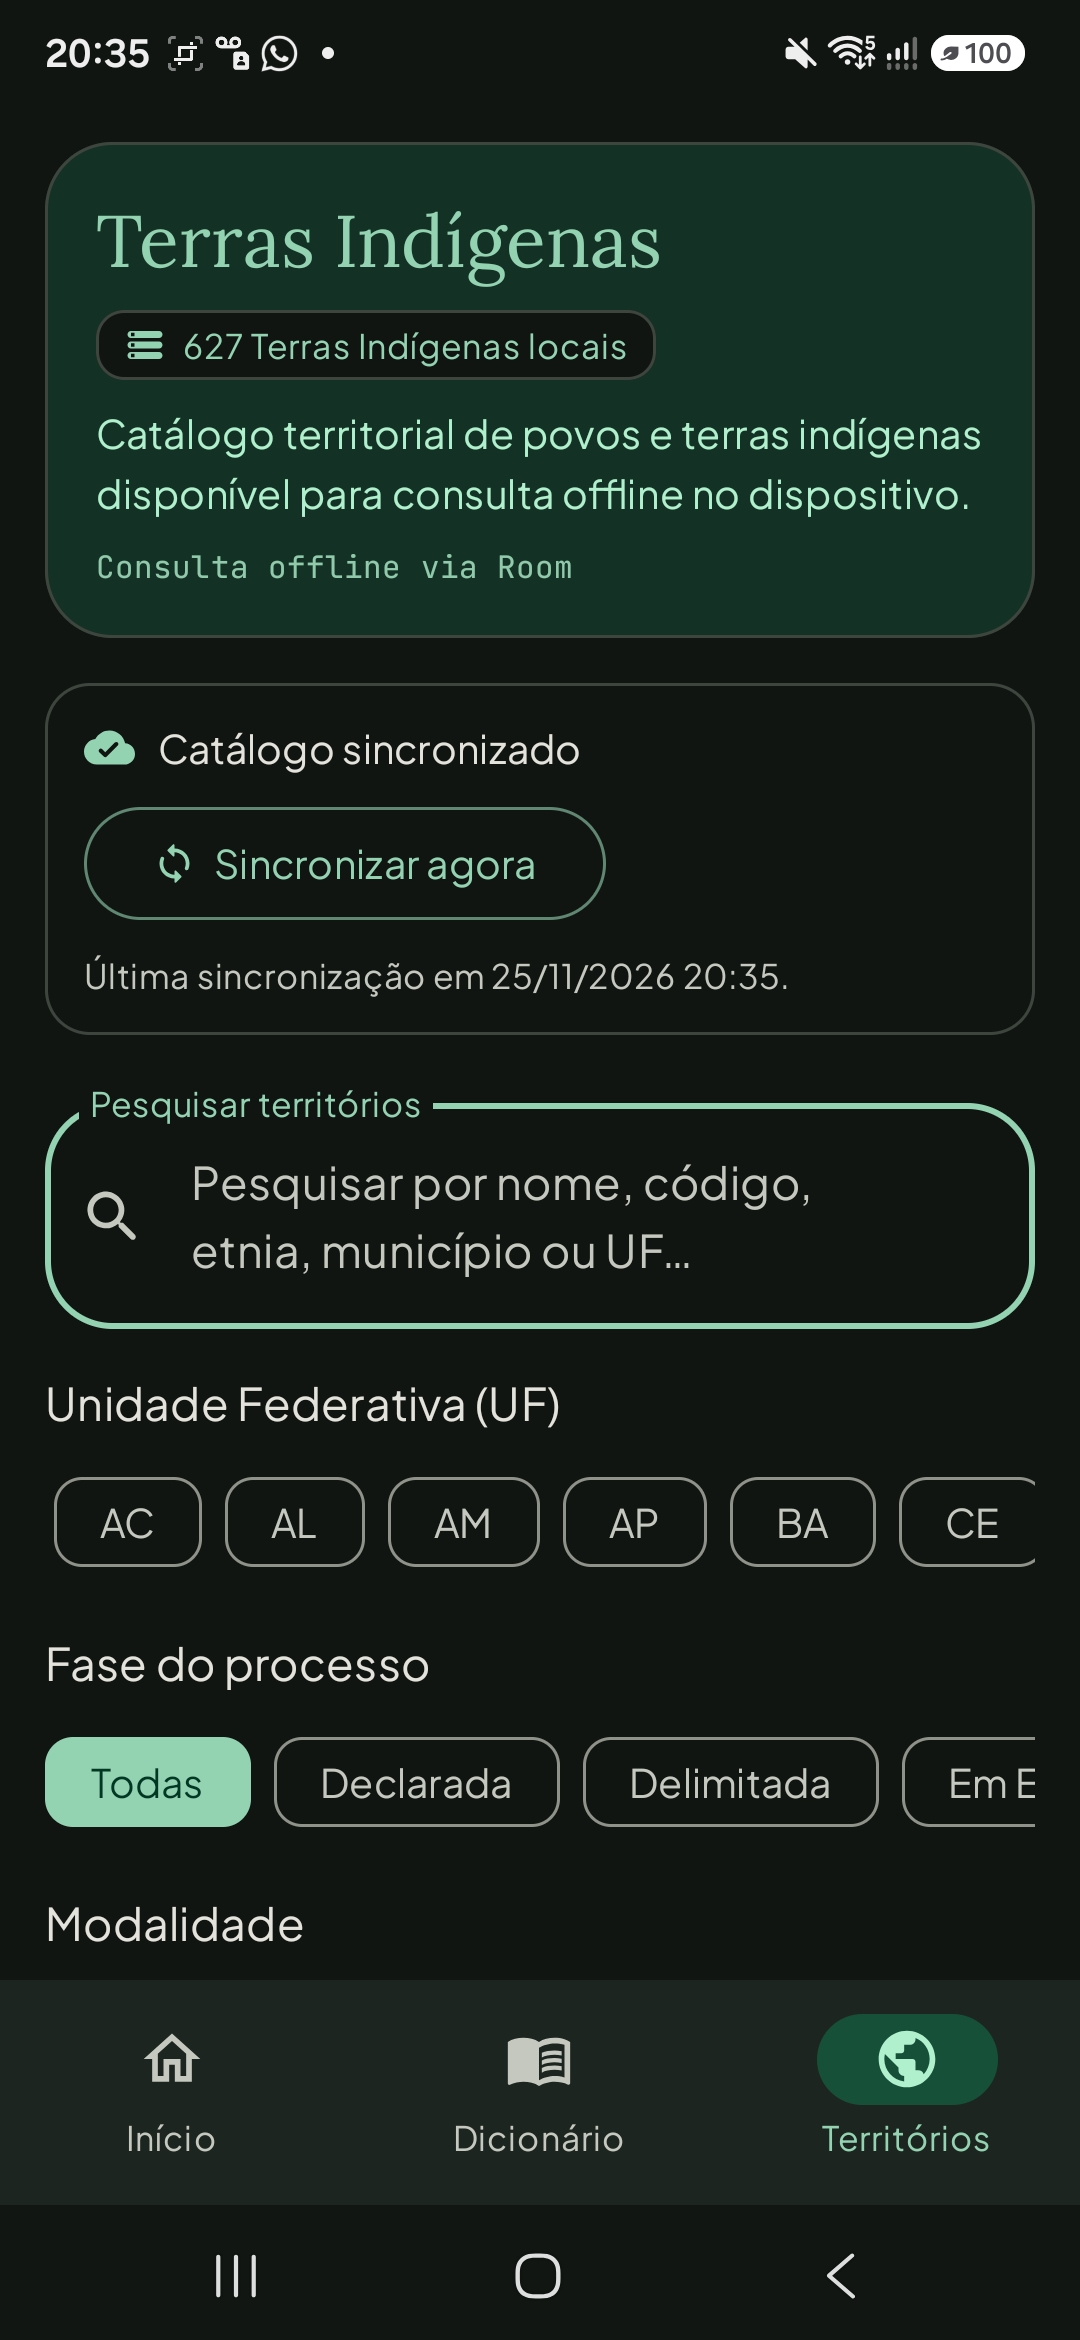 20:35
5
100
Terras Indígenas
627 Terras Indígenas locais
Catálogo territorial de povos e terras indígenas
disponível para consulta offline no dispositivo.
Consulta offline via Room
Catálogo sincronizado
Sincronizar agora
Última sincronização em 25/11/2026 20:35.
Pesquisar territórios
Pesquisar por nome, código,
etnia, município ou UF...
Unidade Federativa (UF)
AC AL AM AP BA CE
Fase do processo
Todas Declarada Delimitada Em E
Modalidade
Início Dicionário Territórios